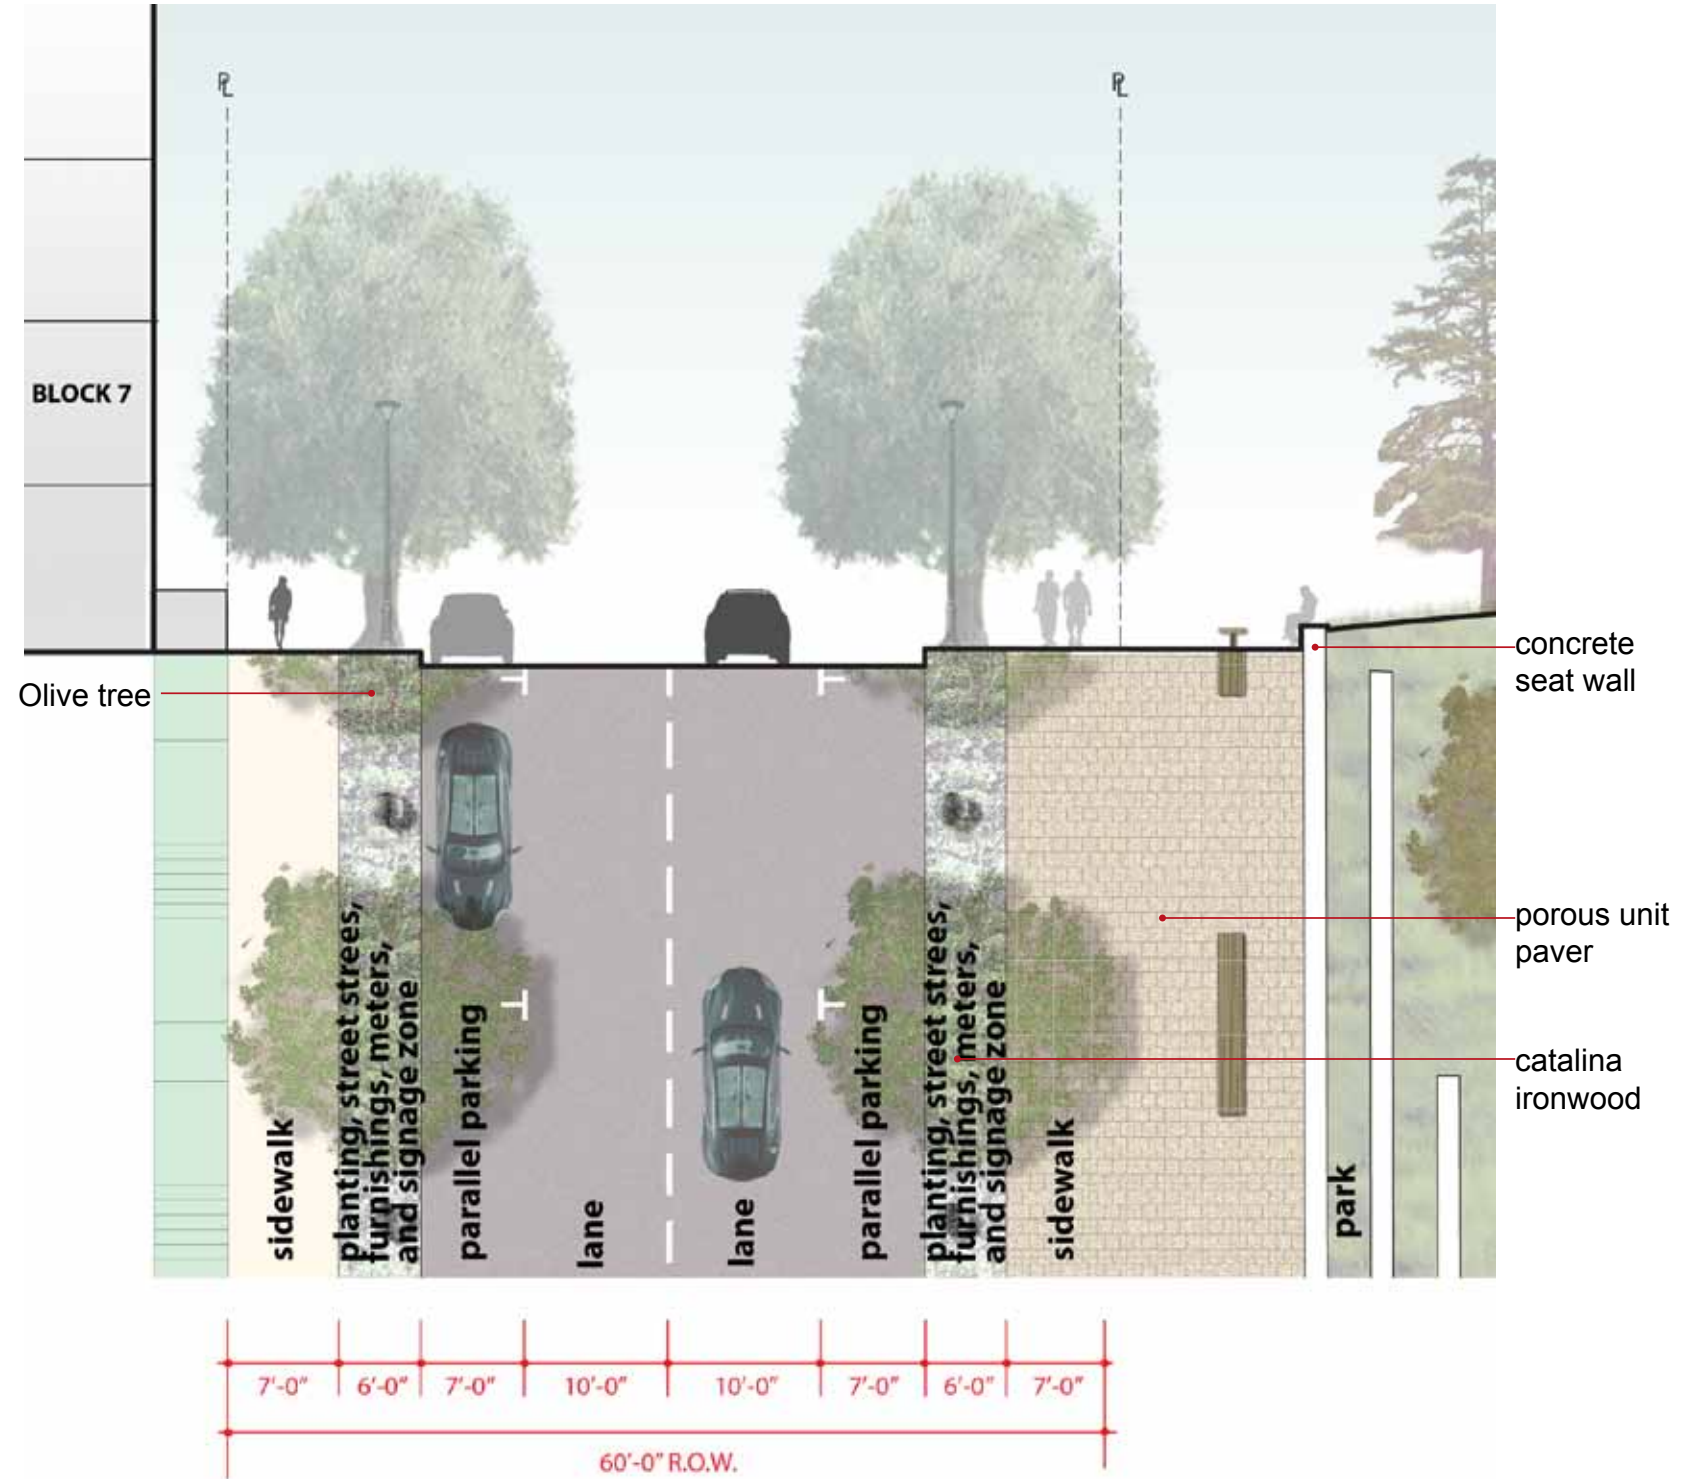 PL
PL
BLOCK 7
Olive tree
concrete
seat wall
porous unit
paver
catalina
ironwood
sidewalk
planting, street strees,
furnishings, meters,
and signage zone
parallel parking
lane
lane
parallel parking
planting, street strees,
furnishings, meters,
and signage zone
sidewalk
park
7'-0"
6'-0"
7'-0"
10'-0"
10'-0"
7'-0"
6'-0"
7'-0"
60'-0" R.O.W.